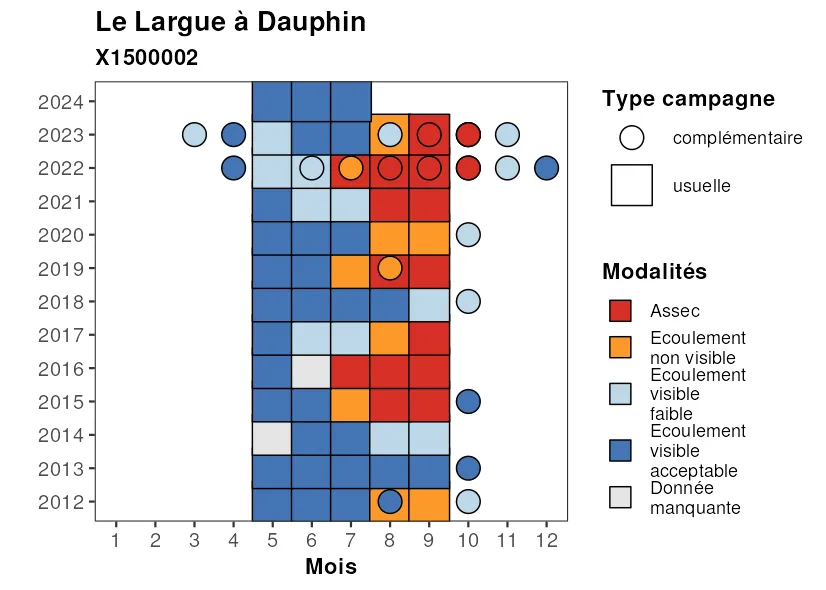 Le Largue à Dauphin
X1500002
2024
2023
2022
2021
2020
2019
2018
2017
2016
2015
2014
2013
2012
1 2 3 4 5 6 7 8 9 10 11 12
Mois
Type campagne
complémentaire
usuelle
Modalités
Assec
Ecoulement
non visible
Ecoulement
visible
faible
Ecoulement
visible
acceptable
Donnée
manquante